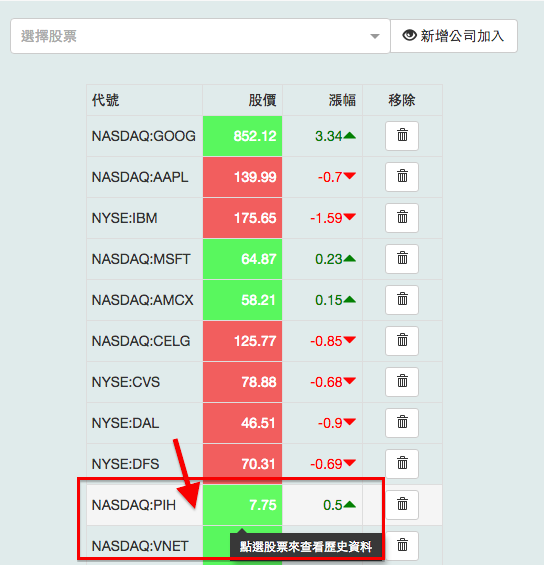 選擇股票 新增公司加入
代號 股價 漲幅 移除
NASDAQ:GOOG 852.12 3.34
NASDAQ:AAPL 139.99 -0.7
NYSE:IBM 175.65 -1.59
NASDAQ:MSFT 64.87 0.23
NASDAQ:AMCX 58.21 0.15
NASDAQ:CELG 125.77 -0.85
NYSE:CVS 78.88 -0.68
NYSE:DAL 46.51 -0.9
NYSE:DFS 70.31 -0.69
NASDAQ:PIH 7.75 0.5
NASDAQ:VNET 點選股票來查看歷史資料